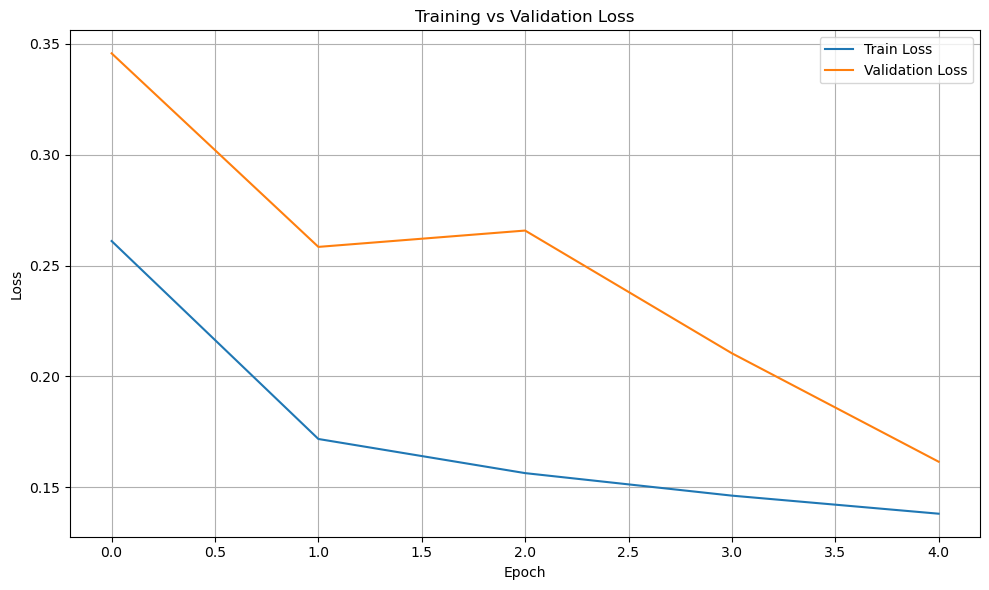 Training vs Validation Loss
Train Loss
Validation Loss
0.35
0.30
0.25
0.20
0.15
Loss
0.0 0.5 1.0 1.5 2.0 2.5 3.0 3.5 4.0
Epoch